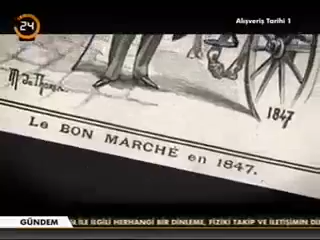 24
Alışveriş Tarihi 1
1847
Le BON MARCHÉ en 1847.
GÜNDEM
İLE İLGİLİ HERHANGİ BİR DİNLEME, FİZİKİ TAKİP VE İLETİŞİMİN